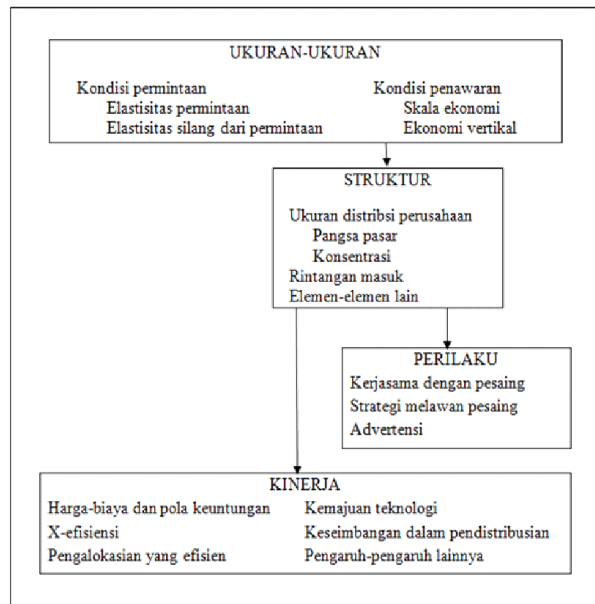 UKURAN-UKURAN
Kondisi permintaan
Elastisitas permintaan
Elastisitas silang dari permintaan
Kondisi penawaran
Skala ekonomi
Ekonomi vertikal
STRUKTUR
Ukuran distribsi perusahaan
Pangsa pasar
Konsentrasi
Rintangan masuk
Elemen-elemen lain
PERILAKU
Kerjasama dengan pesaing
Strategi melawan pesaing
Advertensi
KINERJA
Harga-biaya dan pola keuntungan
X-efisiensi
Pengalokasian yang efisien
Kemajuan teknologi
Keseimbangan dalam pendistribusian
Pengaruh-pengaruh lainnya